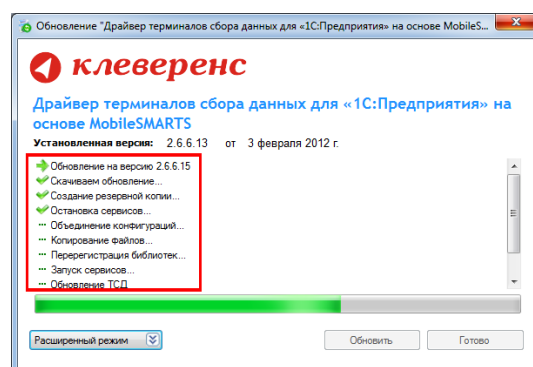 Обновление "Драйвер терминалов сбора данных для «1С:Предприятия» на основе MobileS...
клеверенс
Драйвер терминалов сбора данных для «1С:Предприятия» на
основе MobileSMARTS
Установленная версия: 2.6.6.13 от 3 февраля 2012 г.
Обновление на версию 2.6.6.15
Скачиваем обновление...
Создание резервной копии...
Остановка сервисов...
Объединение конфигураций...
Копирование файлов...
Перерегистрация библиотек...
Запуск сервисов...
Обновление ТСД
Расширенный режим
Обновить
Готово